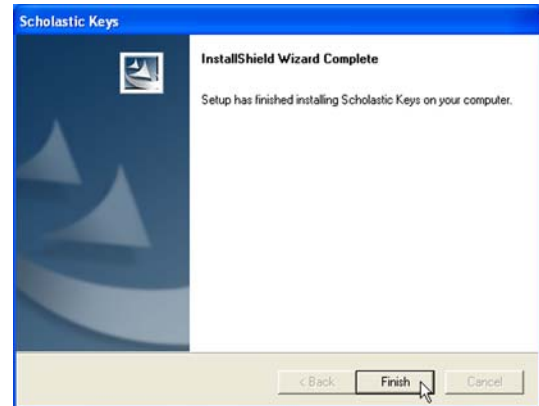 Scholastic Keys
InstallShield Wizard Complete
Setup has finished installing Scholastic Keys on your computer.
< Back
Finish
Cancel